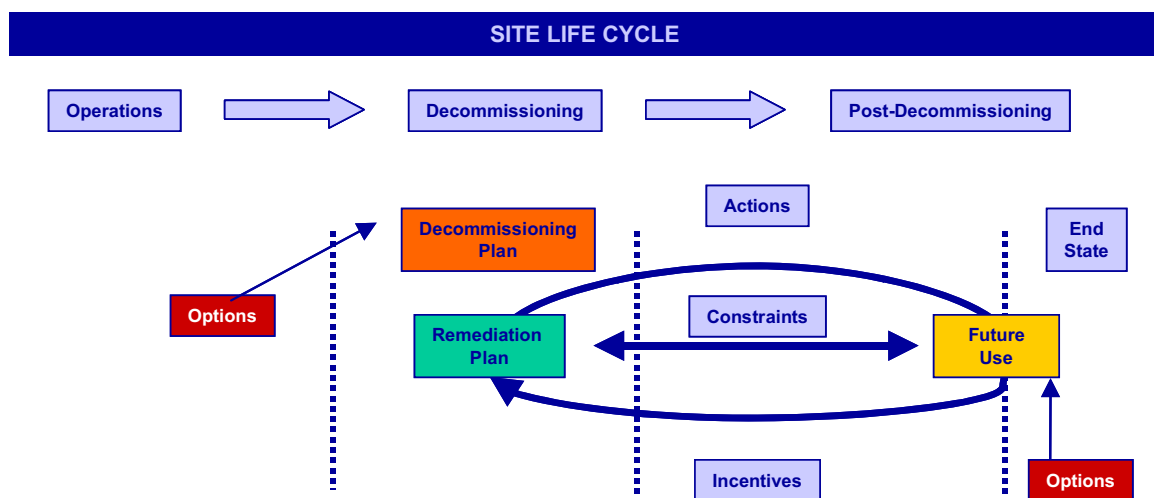 SITE LIFE CYCLE
Operations
Decommissioning
Post-Decommissioning
Actions
Decommissioning
Plan
End
State
Options
Constraints
Remediation
Plan
Future
Use
Incentives
Options